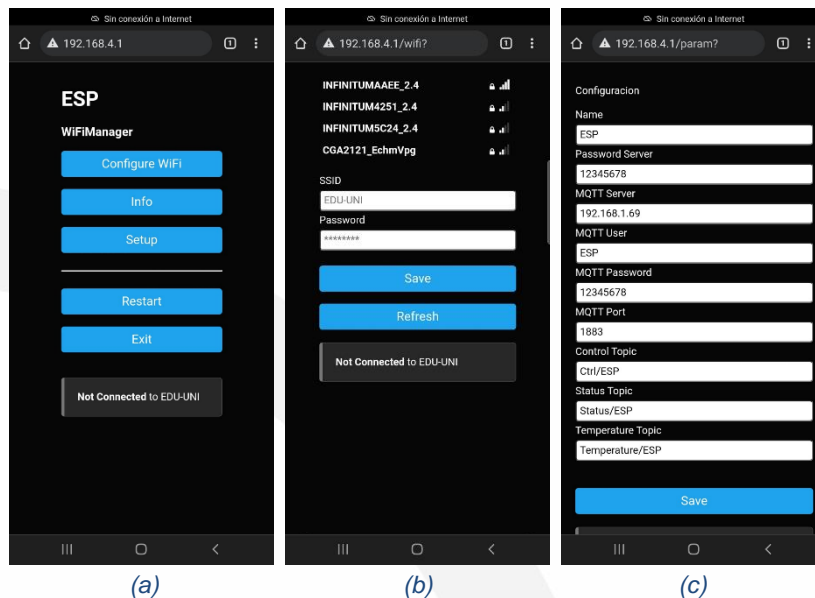 Sin conexión a Internet
192.168.4.1
1
ESP
WiFiManager
Configure WiFi
Info
Setup
Restart
Exit
Not Connected to EDU-UNI
(a)
Sin conexión a Internet
192.168.4.1/wifi?
1
INFINITUMAAEE_2.4
INFINITUM4251_2.4
INFINITUM5C24_2.4
CGA2121_EchmVpg
SSID
EDU-UNI
Password
********
Save
Refresh
Not Connected to EDU-UNI
(b)
Sin conexión a Internet
192.168.4.1/param?
1
Configuracion
Name
ESP
Password Server
12345678
MQTT Server
192.168.1.69
MQTT User
ESP
MQTT Password
12345678
MQTT Port
1883
Control Topic
Ctrl/ESP
Status Topic
Status/ESP
Temperature Topic
Temperature/ESP
Save
(c)